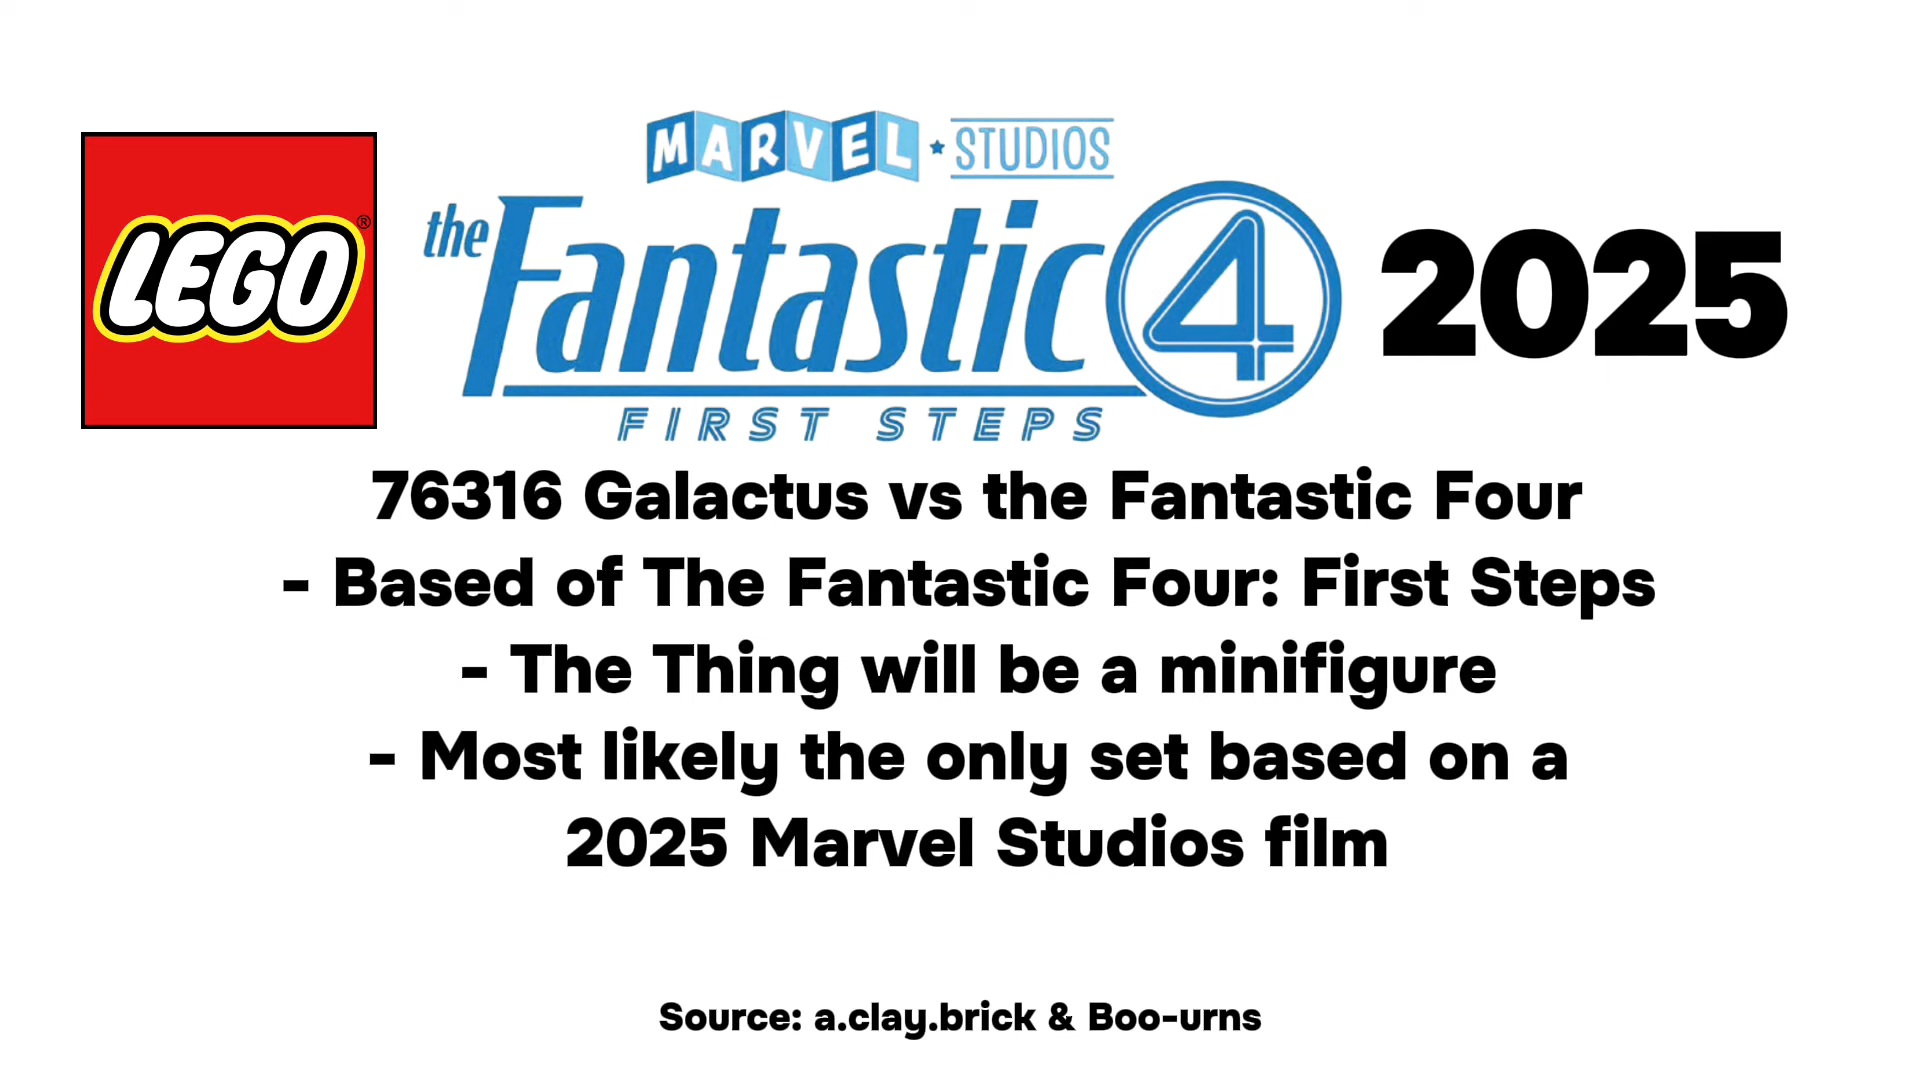 MARVEL STUDIOS
LEGO®
the Fantastic 4
2025
FIRST STEPS
76316 Galactus vs the Fantastic Four
- Based of The Fantastic Four: First Steps
- The Thing will be a minifigure
- Most likely the only set based on a
2025 Marvel Studios film
Source: a.clay.brick & Boo-urns